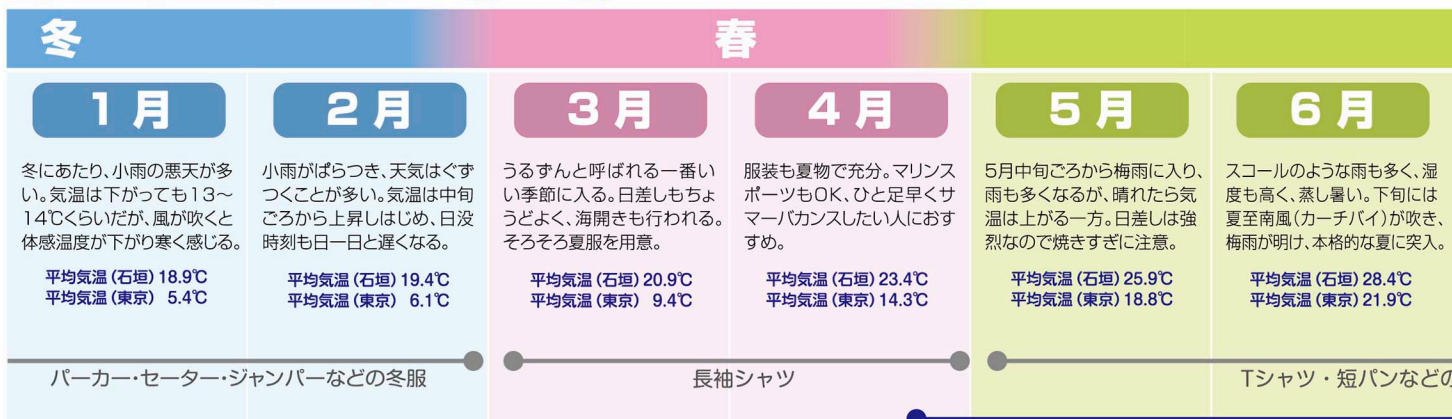 冬
春
1月
冬にあたり、小雨の悪天が多
い。気温は下がっても13～
14℃くらいだが、風が吹くと
体感温度が下がり寒く感じる。
平均気温(石垣)18.9℃
平均気温(東京) 5.4℃
2月
小雨がぱらつき、天気はぐず
つくことが多い。気温は中旬
ごろから上昇しはじめ、日没
時刻も日一日と遅くなる。
平均気温(石垣)19.4℃
平均気温(東京) 6.1℃
3月
うるずんと呼ばれる一番い
い季節に入る。日差しもちょ
うどよく、海開きも行われる。
そろそろ夏服を用意。
平均気温(石垣)20.9℃
平均気温(東京) 9.4℃
4月
服装も夏物で充分。マリンス
ポーツもOK、ひと足早くサ
マーバカンスしたい人におす
すめ。
平均気温(石垣)23.4℃
平均気温(東京)14.3℃
5月
5月中旬ごろから梅雨に入り、
雨も多くなるが、晴れたら気
温は上がる一方。日差しは強
烈なので焼きすぎに注意。
平均気温(石垣)25.9℃
平均気温(東京)18.8℃
6月
スコールのような雨も多く、湿
度も高く、蒸し暑い。下旬には
夏至南風(カーチバイ)が吹き、
梅雨が明け、本格的な夏に突入。
平均気温(石垣)28.4℃
平均気温(東京)21.9℃
パーカー・セーター・ジャンパーなどの冬服
長袖シャツ
Tシャツ・短パンなどの